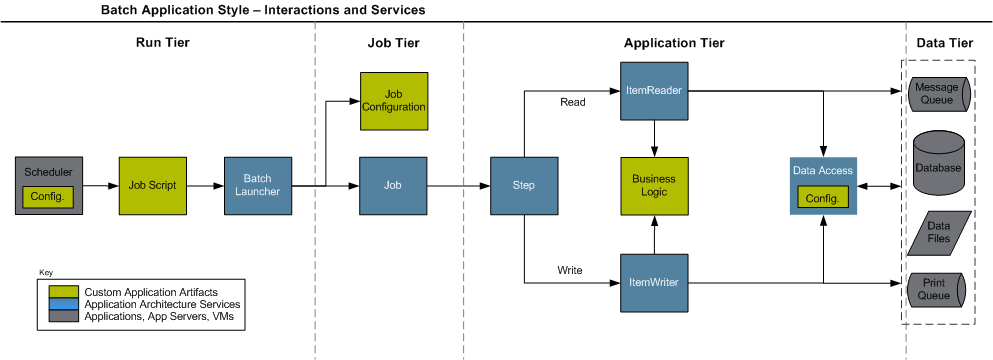 Batch Application Style – Interactions and Services
Run Tier
Job Tier
Application Tier
Data Tier
Scheduler
Config.
Job Script
Batch
Launcher
Job
Configuration
Job
Step
Read
Write
ItemReader
Business
Logic
ItemWriter
Data Access
Config.
Message
Queue
Database
Data
Files
Print
Queue
Key
Custom Application Artifacts
Application Architecture Services
Applications, App Servers, VMs